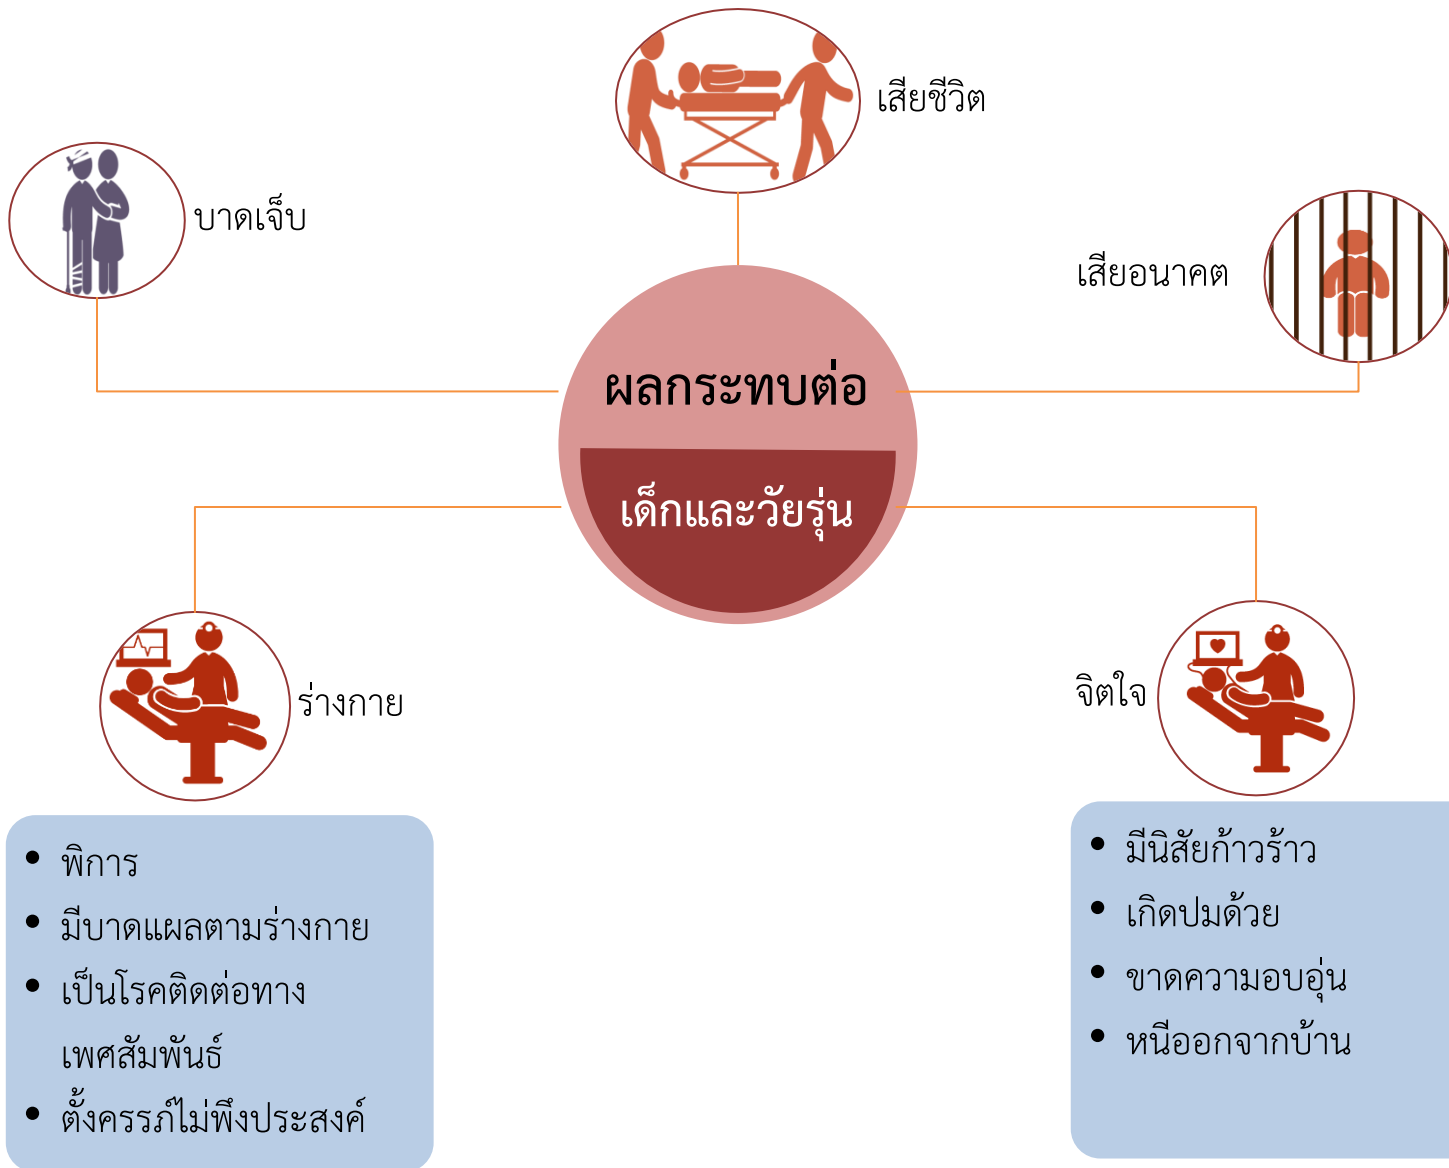 เสียชีวิต
บาดเจ็บ
เสียอนาคต
ผลกระทบต่อ
เด็กและวัยรุ่น
ร่างกาย
จิตใจ
• พิการ
• มีบาดแผลตามร่างกาย
• เป็นโรคติดต่อทาง
เพศสัมพันธ์
• ตั้งครรภ์ไม่พึงประสงค์
• มีนิสัยก้าวร้าว
• เกิดปมด้วย
• ขาดความอบอุ่น
• หนีออกจากบ้าน